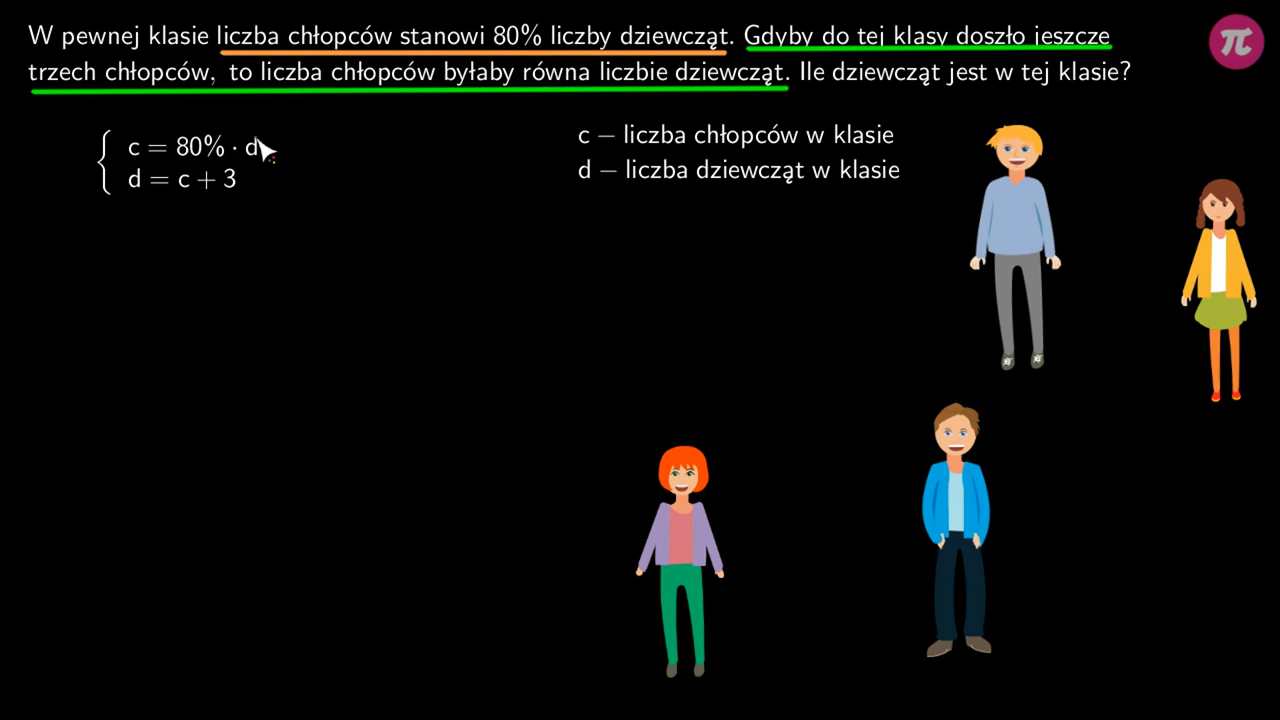 W pewnej klasie liczba chłopców stanowi 80% liczby dziewcząt. Gdyby do tej klasy doszło jeszcze
trzech chłopców, to liczba chłopców byłaby równa liczbie dziewcząt. Ile dziewcząt jest w tej klasie?
π
c = 80% · d
d = c + 3
c – liczba chłopców w klasie
d – liczba dziewcząt w klasie